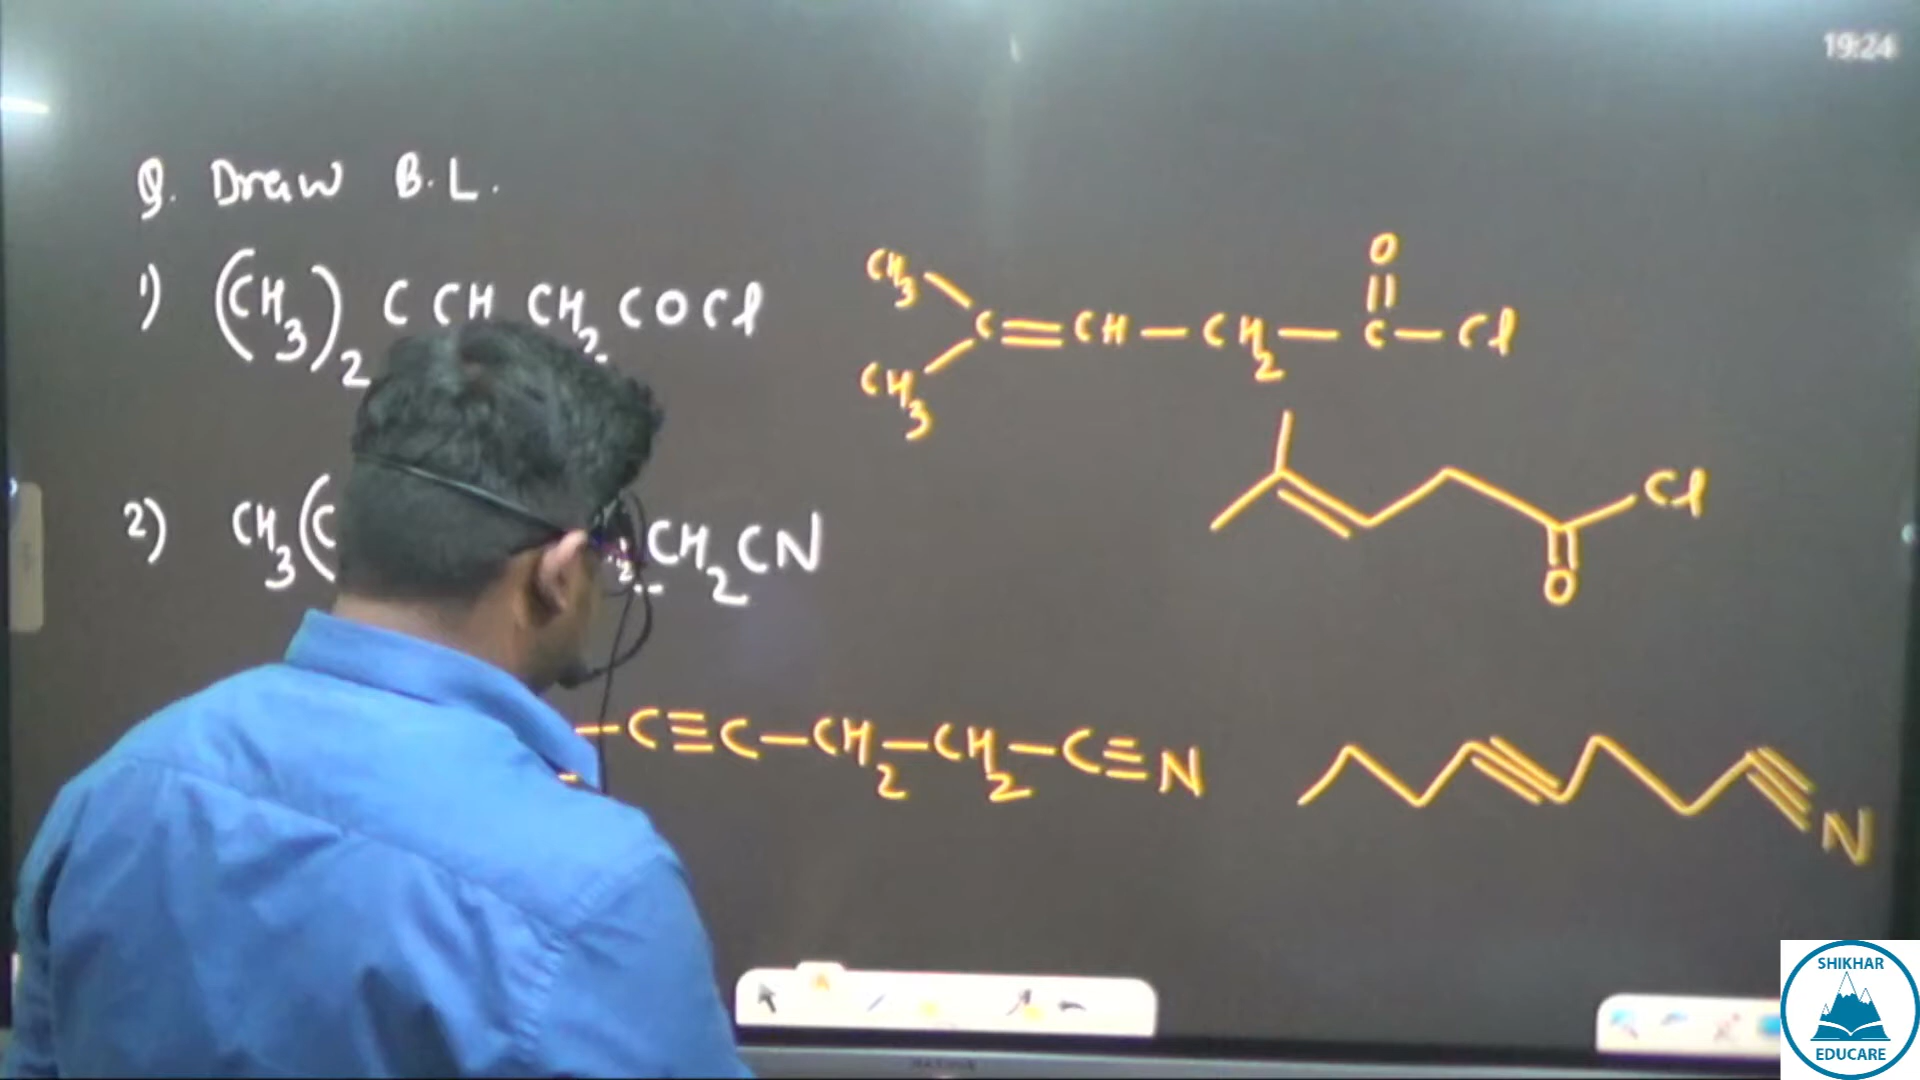 19:24
Q. Draw B.L.
1) (CH3)2 C CH CH2 COCl
CH3
CH3
C=CH-CH2-C-Cl
O
Cl
O
2) CH3(C
2 CH2CN
-C≡C-CH2-CH2-C≡N
N
SHIKHAR
EDUCARE